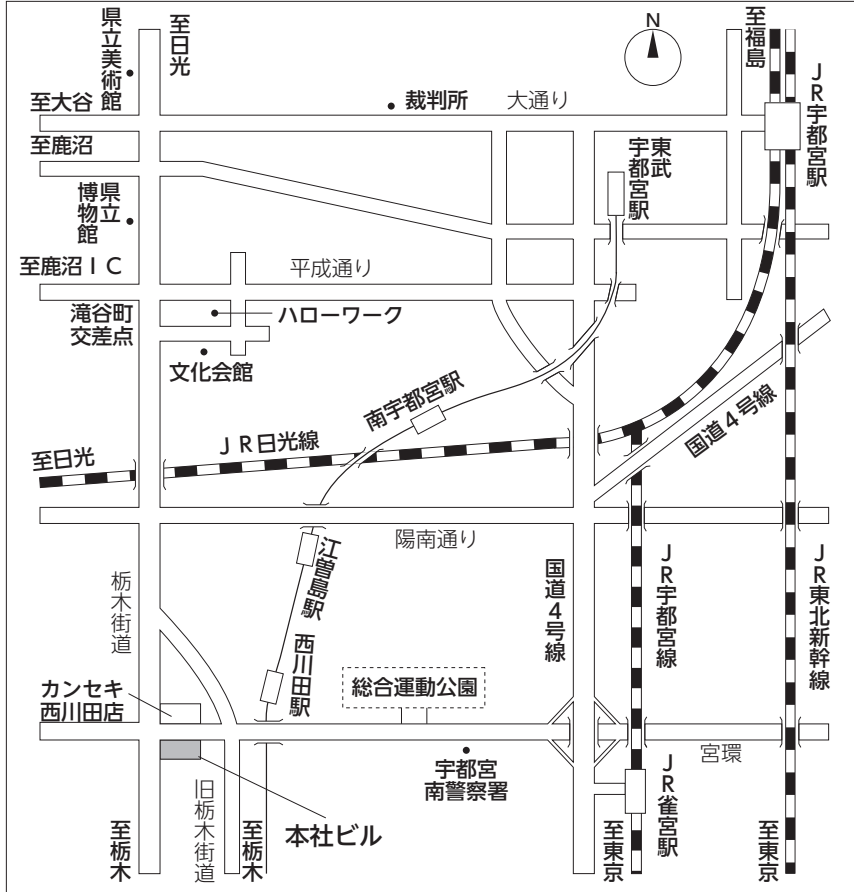 至日光
県立美術館
N
至福島
至大谷
裁判所
大通り
JR宇都宮駅
至鹿沼
東武
宇都宮駅
県立
博物館
至鹿沼IC
平成通り
滝谷町
交差点
ハローワーク
文化会館
南宇都宮駅
国道4号線
JR日光線
至日光
陽南通り
江曽島駅
栃木街道
国道4号線
JR宇都宮線
JR東北新幹線
西川田駅
カンセキ
西川田店
総合運動公園
宮環
宇都宮
南警察署
JR雀宮駅
旧栃木街道
本社ビル
至栃木
至栃木
至東京
至東京